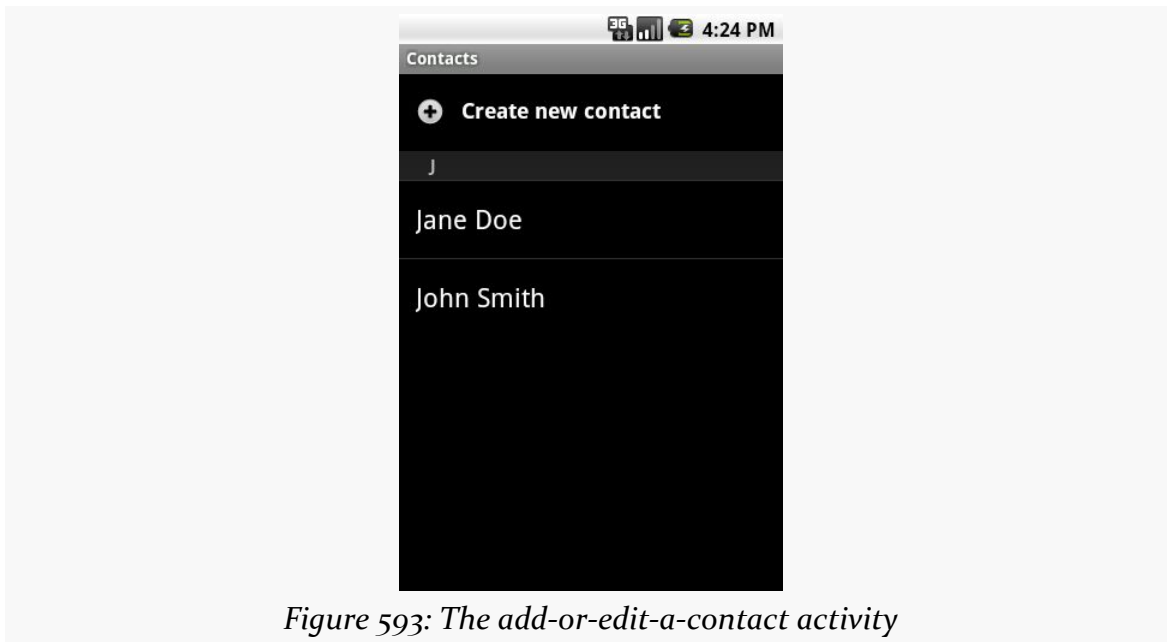 3G 4:24 PM
Contacts
Create new contact
J
Jane Doe
John Smith
Figure 593: The add-or-edit-a-contact activity